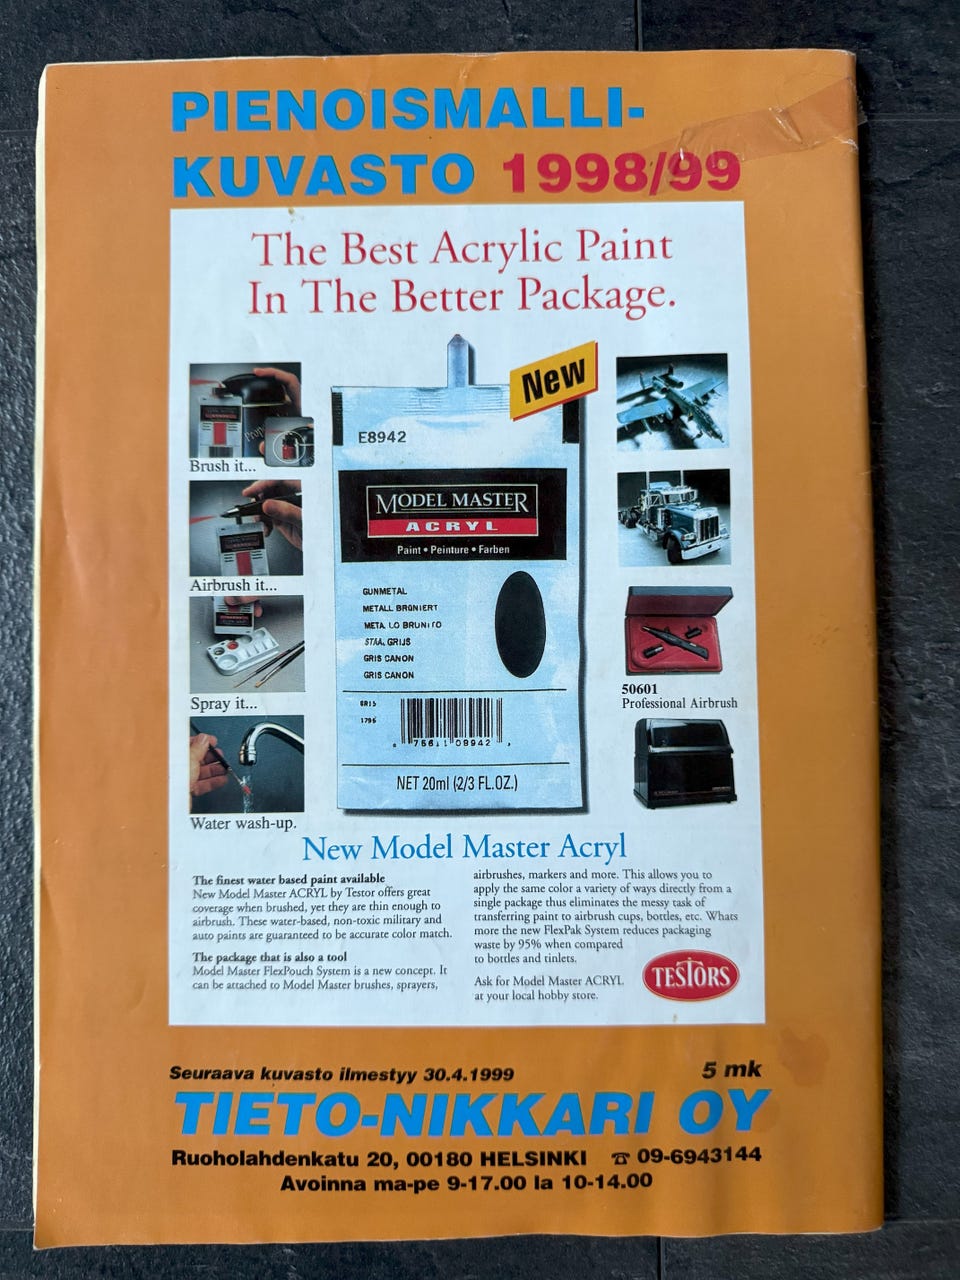 PIENOISMALLI-
KUVASTO 1998/99
The Best Acrylic Paint
In The Better Package.
New
E8942
MODEL MASTER
ACRYL
Paint • Peinture • Farben
GUNMETAL
METALL BRÜNIERT
METALLO BRUNITO
STAALGRIJS
GRIS CANON
GRIS CANON
1796
NET 20ml (2/3 FL.OZ.)
Brush it...
Airbrush it...
Spray it...
Water wash-up.
50601
Professional Airbrush
New Model Master Acryl
The finest water based paint available
New Model Master ACRYL by Testor offers great
coverage when brushed, yet they are thin enough to
airbrush. These water-based, non-toxic military and
auto paints are guaranteed to be accurate color match.
The package that is also a tool
Model Master FlexPouch System is a new concept. It
can be attached to Model Master brushes, sprayers,
airbrushes, markers and more. This allows you to
apply the same color a variety of ways directly from a
single package thus eliminates the messy task of
transferring paint to airbrush cups, bottles, etc. Whats
more the new FlexPak System reduces packaging
waste by 95% when compared
to bottles and tinlets.
Ask for Model Master ACRYL
at your local hobby store.
TESTORS
Seuraava kuvasto ilmestyy 30.4.1999
5 mk
TIETO-NIKKARI OY
Ruoholahdenkatu 20, 00180 HELSINKI ☎ 09-6943144
Avoinna ma-pe 9-17.00 la 10-14.00